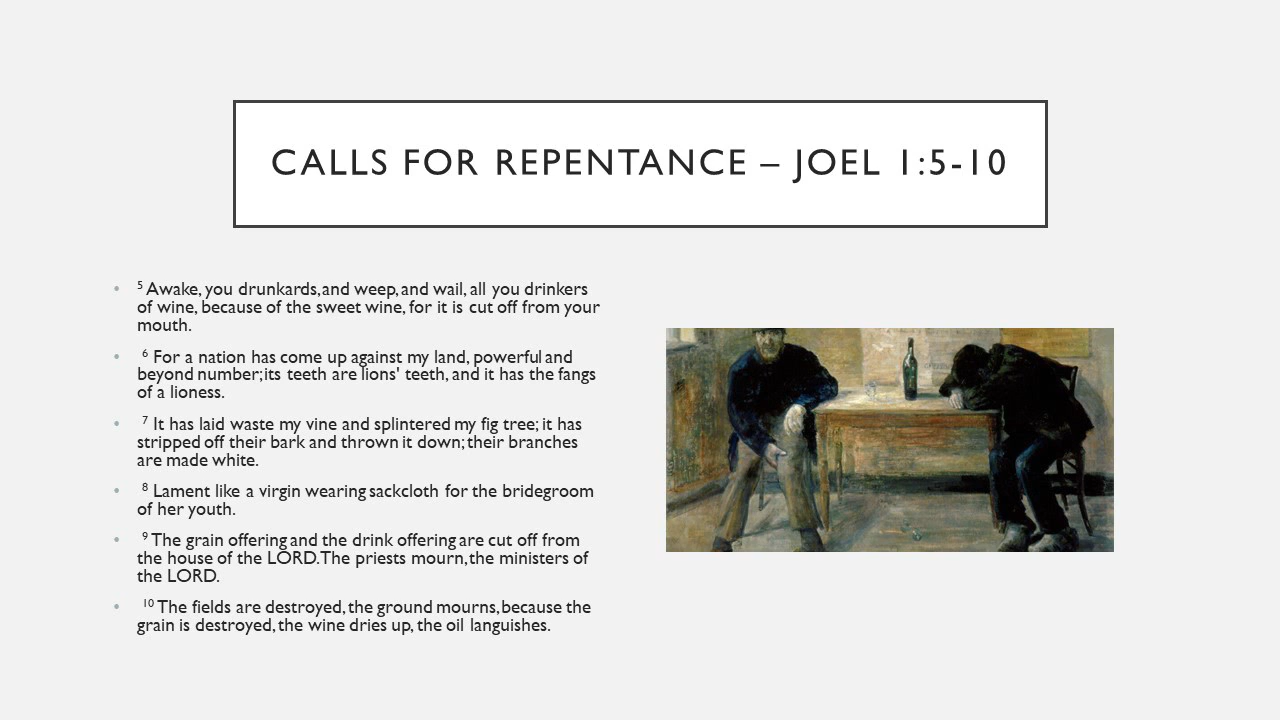 CALLS FOR REPENTANCE – JOEL 1:5-10
• ⁵ Awake, you drunkards, and weep, and wail, all you drinkers
of wine, because of the sweet wine, for it is cut off from your
mouth.
• ⁶ For a nation has come up against my land, powerful and
beyond number; its teeth are lions' teeth, and it has the fangs
of a lioness.
• ⁷ It has laid waste my vine and splintered my fig tree; it has
stripped off their bark and thrown it down; their branches
are made white.
• ⁸ Lament like a virgin wearing sackcloth for the bridegroom
of her youth.
• ⁹ The grain offering and the drink offering are cut off from
the house of the LORD. The priests mourn, the ministers of
the LORD.
• ¹⁰ The fields are destroyed, the ground mourns, because the
grain is destroyed, the wine dries up, the oil languishes.